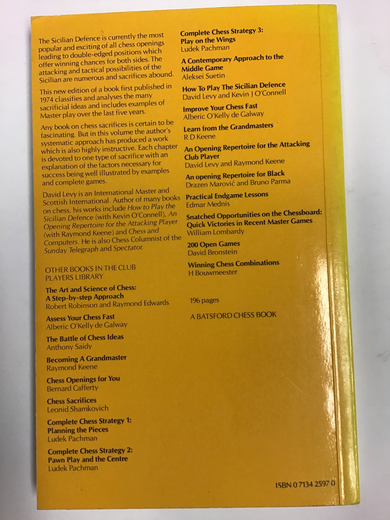 The Sicilian Defence is currently the most
popular and exciting of all chess openings
leading to double-edged positions which
offer winning chances for both sides. The
attacking and tactical possibilities of the
Sicilian are numerous and sacrifices abound.
This new edition of a book first published in
1974 classifies and analyses the many
sacrificial ideas and includes examples of
Master play over the last five years.
Any book on chess sacrifices is certain to be
fascinating. But in this volume the author's
systematic approach has produced a work
which is also highly instructive. Each chapter
is devoted to one type of sacrifice with an
explanation of the factors necessary for
success being well illustrated by examples
and complete games.
David Levy is an International Master and
Scottish International. Author of many books
on chess, his works include How to Play the
Sicilian Defence (with Kevin O'Connell), An
Opening Repertoire for the Attacking Player
(with Raymond Keene) and Chess and
Computers. He is also Chess Columnist of the
Sunday Telegraph and Spectator.
OTHER BOOKS IN THE CLUB
PLAYERS LIBRARY
The Art and Science of Chess:
A Step-by-step Approach
Robert Robinson and Raymond Edwards
Assess Your Chess Fast
Alberic O'Kelly de Galway
The Battle of Chess Ideas
Anthony Saidy
Becoming A Grandmaster
Raymond Keene
Chess Openings for You
Bernard Cafferty
Chess Sacrifices
Leonid Shamkovich
Complete Chess Strategy 1:
Planning the Pieces
Ludek Pachman
Complete Chess Strategy 2:
Pawn Play and the Centre
Ludek Pachman
Complete Chess Strategy 3:
Play on the Wings
Ludek Pachman
A Contemporary Approach to the
Middle Game
Aleksei Suetin
How To Play The Sicilian Defence
David Levy and Kevin J O'Connell
Improve Your Chess Fast
Alberic O'Kelly de Galway
Learn from the Grandmasters
R D Keene
An Opening Repertoire for the Attacking
Club Player
David Levy and Raymond Keene
An opening Repertoire for Black
Drazen Marović and Bruno Parma
Practical Endgame Lessons
Edmar Mednis
Snatched Opportunities on the Chessboard:
Quick Victories in Recent Master Games
William Lombardy
200 Open Games
David Bronstein
Winning Chess Combinations
H Bouwmeester
196 pages
A BATSFORD CHESS BOOK
ISBN 0 7134 2597 0